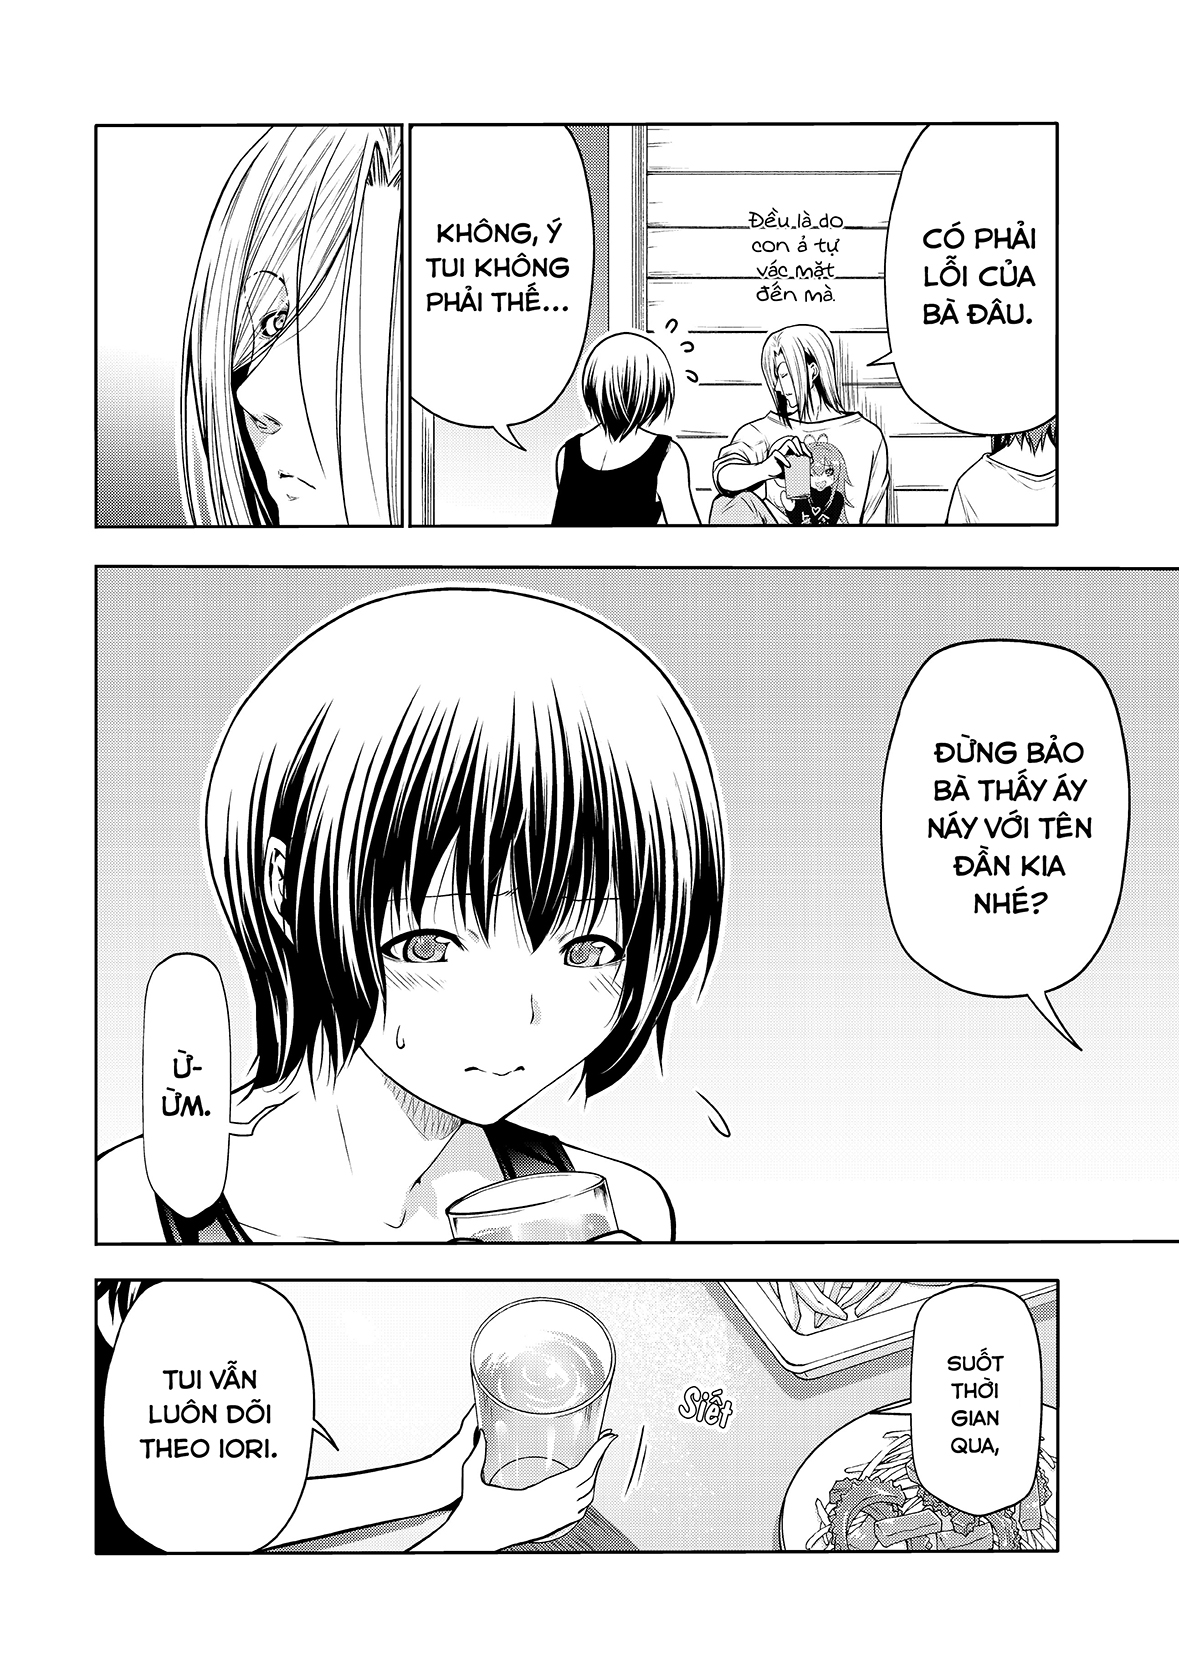 CÓ PHẢI
LỖI CỦA
BÀ ĐÂU.
Đều là do
con ả tự
vác mặt
đến mà.
KHÔNG, Ý
TUI KHÔNG
PHẢI THẾ...
ĐỪNG BẢO
BÀ THẤY ÁY
NÁY VỚI TÊN
ĐẦN KIA
NHÉ?
Ừ-
ỪM.
SUỐT
THỜI
GIAN
QUA,
Siết
TUI VẪN
LUÔN DÕI
THEO IORI.